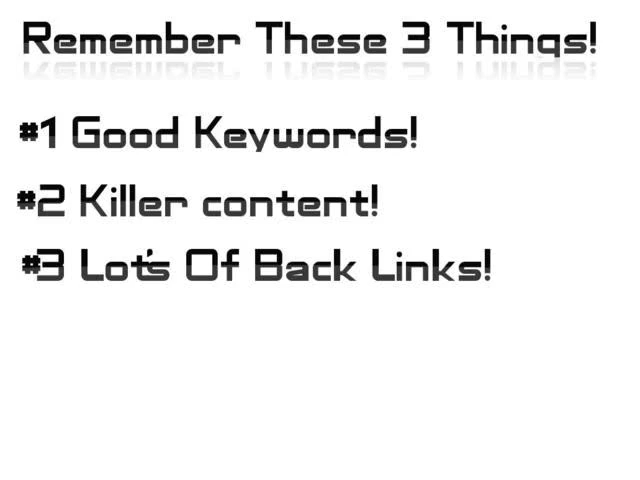 Remember These 3 Things!
#1 Good Keywords!
#2 Killer content!
#3 Lot's Of Back Links!